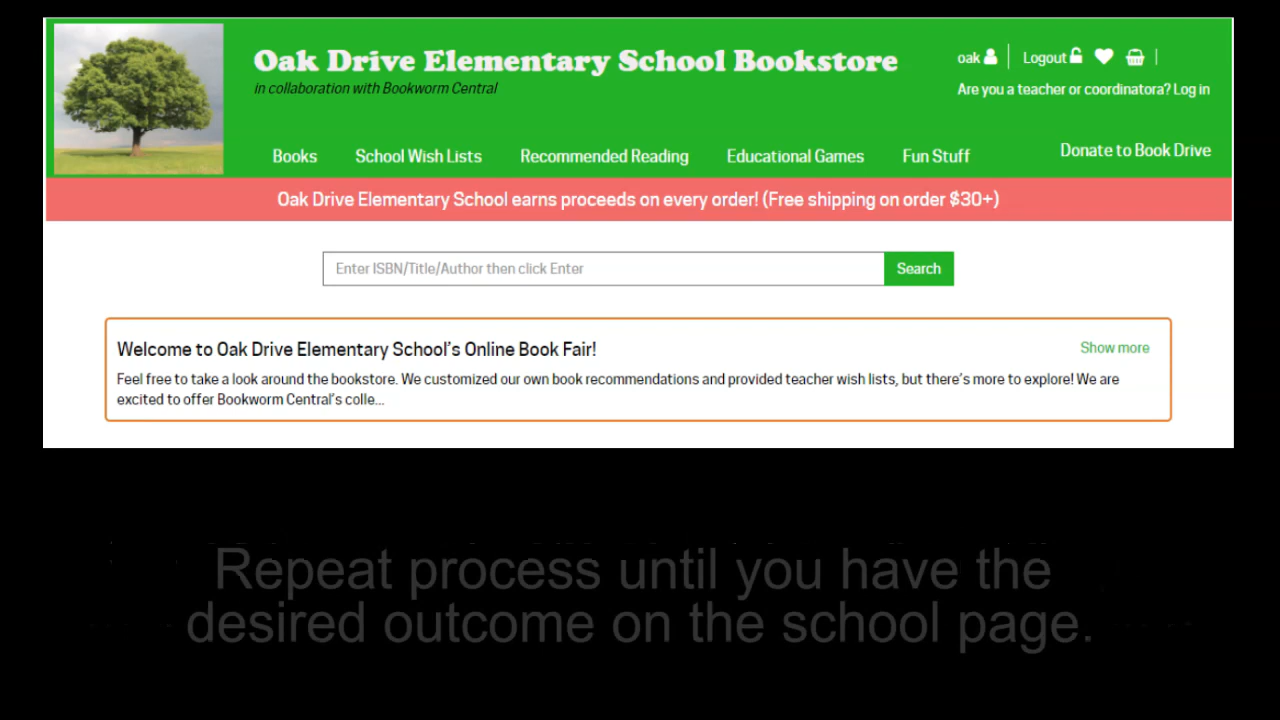 Oak Drive Elementary School Bookstore
in collaboration with Bookworm Central
oak Logout
Are you a teacher or coordinatora? Log in
Books School Wish Lists Recommended Reading Educational Games Fun Stuff Donate to Book Drive
Oak Drive Elementary School earns proceeds on every order! (Free shipping on order $30+)
Enter ISBN/Title/Author then click Enter Search
Welcome to Oak Drive Elementary School's Online Book Fair! Show more
Feel free to take a look around the bookstore. We customized our own book recommendations and provided teacher wish lists, but there's more to explore! We are
excited to offer Bookworm Central's colle...
Repeat process until you have the
desired outcome on the school page.